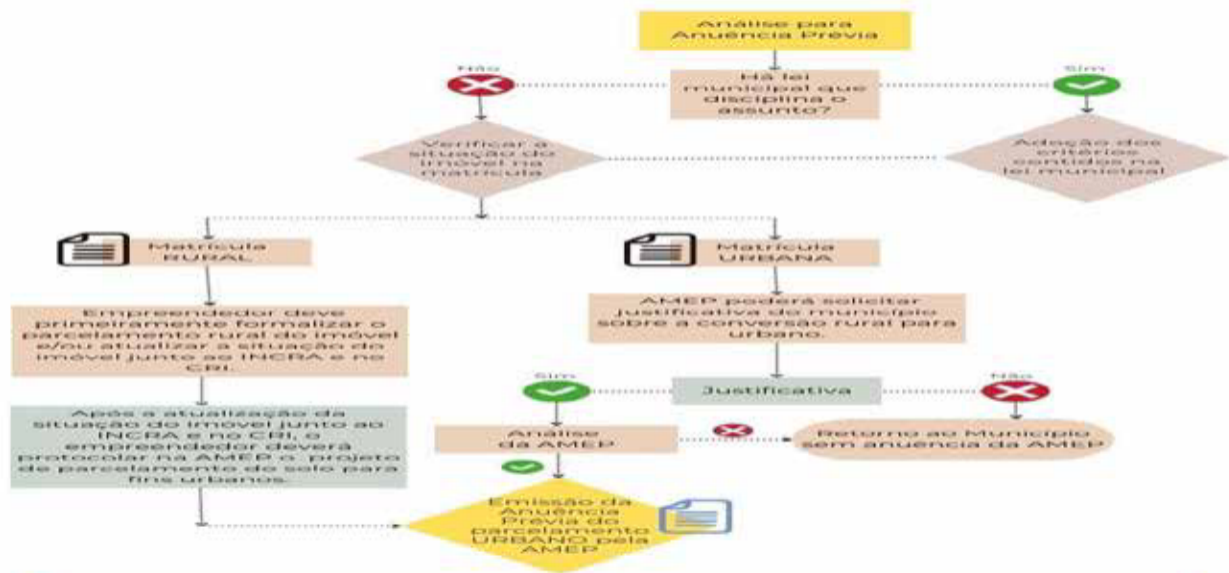 Análise para
Anuência Prévia
Não
Há lei
municipal que
disciplina o
assunto?
Sim
Verificar a
situação do
imóvel na
matrícula
Adoção dos
critérios
contidos na
lei municipal
Matrícula
RURAL
Matrícula
URBANA
Empreendedor deve
primeiramente formalizar o
parcelamento rural do imóvel
e/ou atualizar a situação do
imóvel junto ao INCRA e no
CRI.
AMEP poderá solicitar
justificativa do município
sobre a conversão rural para
urbano.
Sim
Justificativa
Não
Após a atualização da
situação do imóvel junto ao
INCRA e no CRI, o
empreendedor deverá
protocolar na AMEP o projeto
de parcelamento do solo para
fins urbanos.
Análise
da AMEP
Retorno ao Município
sem anuência da AMEP
Emissão da
Anuência
Prévia do
parcelamento
URBANO pela
AMEP